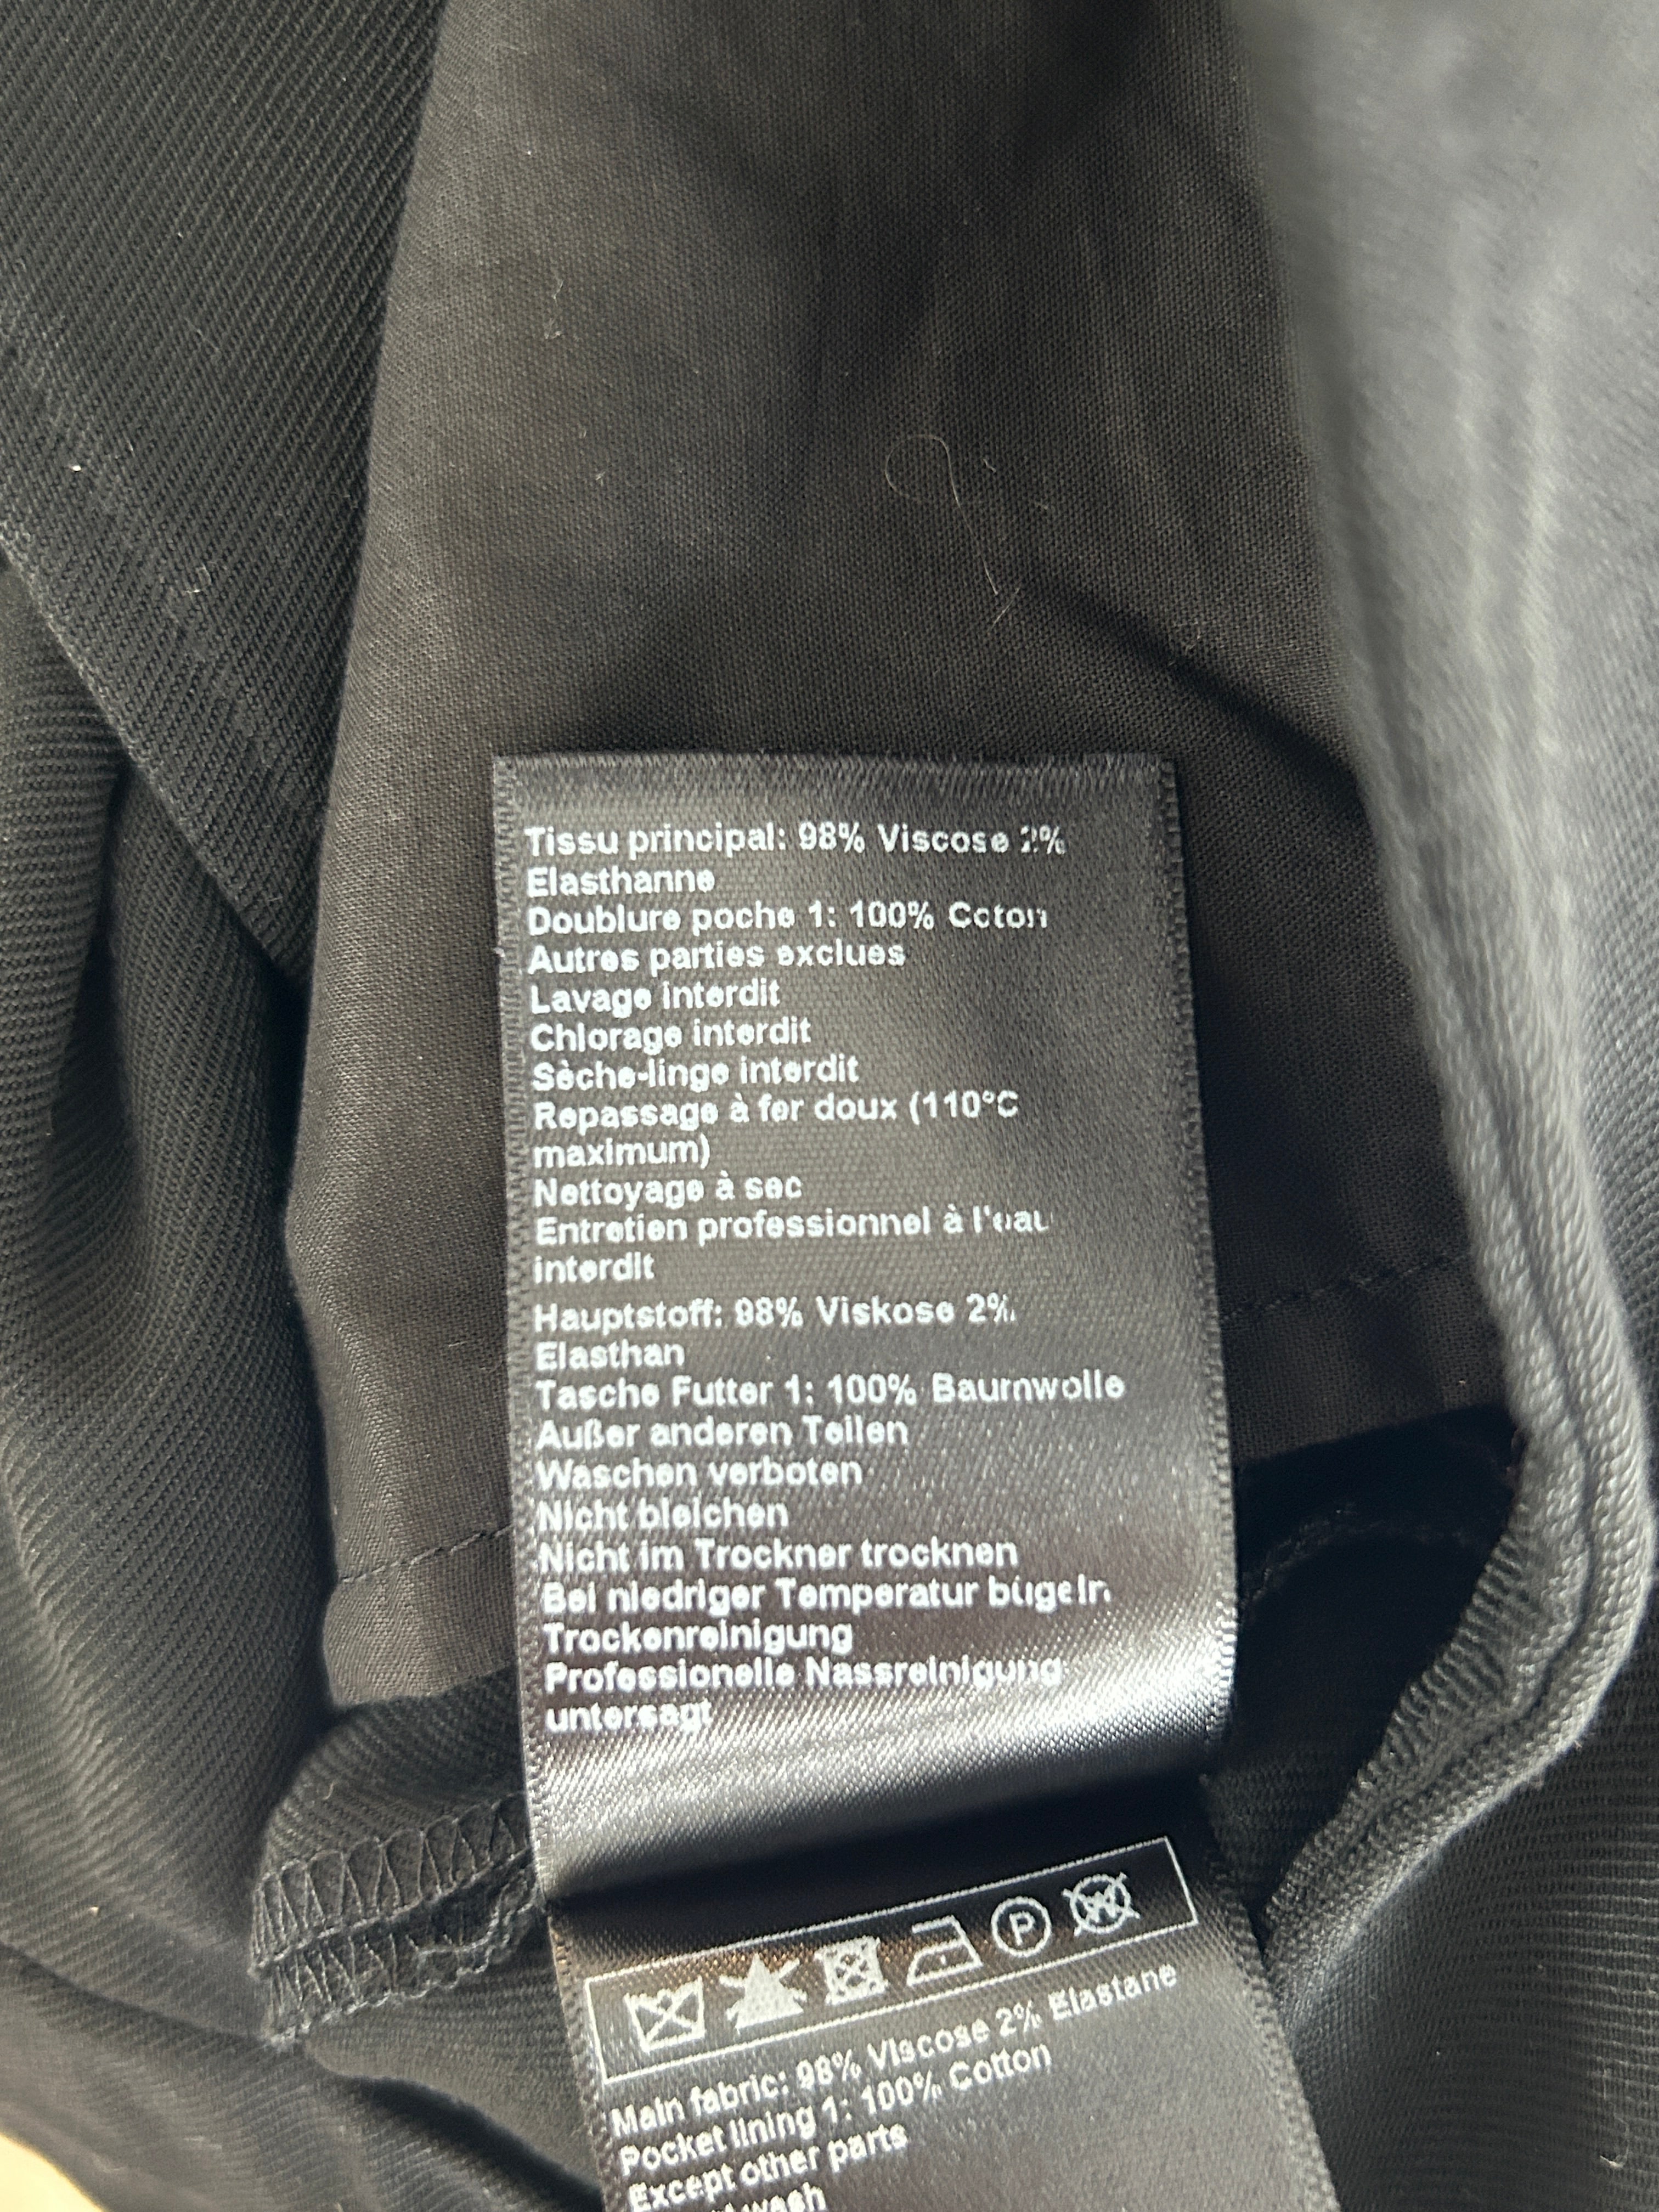 Tissu principal: 98% Viscose 2%
Elasthanne
Doublure poche 1: 100% Coton
Autres parties exclues
Lavage interdit
Chlorage interdit
Sèche-linge interdit
Repassage à fer doux (110°C
maximum)
Nettoyage à sec
Entretien professionnel à l'eau
interdit
Hauptstoff: 98% Viskose 2%
Elasthan
Tasche Futter 1: 100% Baumwolle
Außer anderen Teilen
Waschen verboten
Nicht bleichen
Nicht im Trockner trocknen
Bei niedriger Temperatur bügeln
Trockenreinigung
Professionelle Nassreinigung
untersagt
P W
Main fabric: 98% Viscose 2% Elastane
Pocket lining 1: 100% Cotton
Except other parts
wash